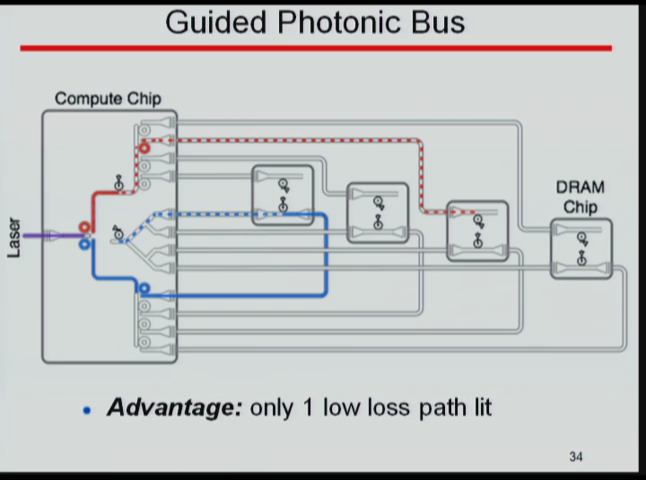 Guided Photonic Bus
Compute Chip
Laser
DRAM
Chip
• Advantage: only 1 low loss path lit
34